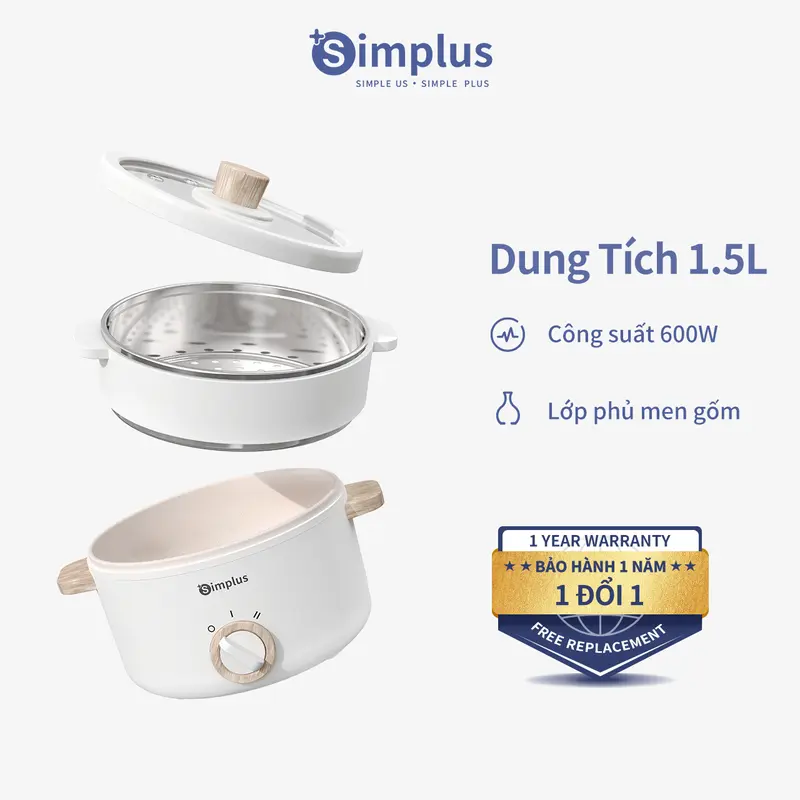 Simplus
SIMPLE US • SIMPLE PLUS
Dung Tích 1.5L
Công suất 600W
Lớp phủ men gốm
Simplus
O I II
1 YEAR WARRANTY
★★ BẢO HÀNH 1 NĂM ★★
1 ĐỔI 1
FREE REPLACEMENT